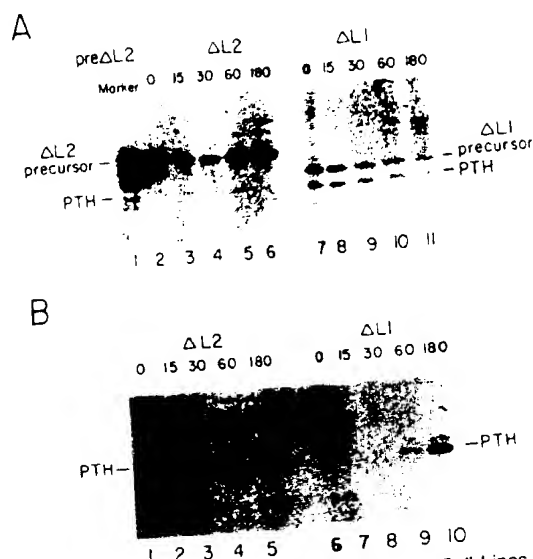 A
preΔL2
ΔL2
ΔL1
Marker 0 15 30 60 180
0 15 30 60 180
ΔL2 precursor
PTH
ΔL1 precursor
PTH
1 2 3 4 5 6
7 8 9 10 11
B
ΔL2
ΔL1
0 15 30 60 180
0 15 30 60 180
PTH
PTH
1 2 3 4 5
6 7 8 9 10